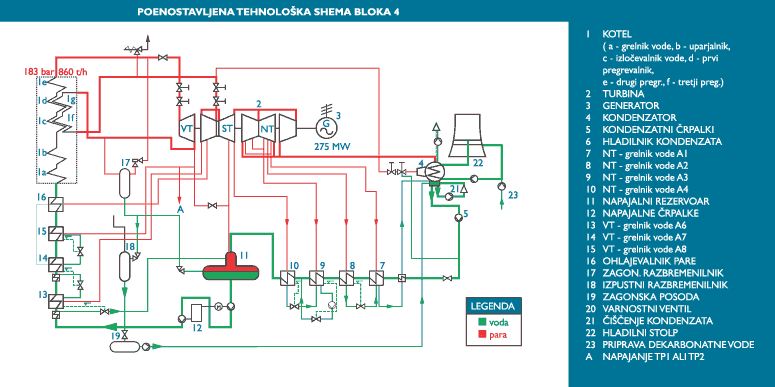 POENOSTAVLJENA TEHNOLOŠKA SHEMA BLOKA 4
183 bar 860 t/h
1e
1d
1g
1c
1f
1b
1a
VT
ST
2
NT
3
G
275 MW
4
22
21
23
5
17
16
A
15
18
14
11
10
9
8
7
13
12
19
LEGENDA
voda
para
1 KOTEL
( a - grelnik vode, b - uparjalnik,
c - izločevalnik vode, d - prvi
pregrevalnik,
e - drugi pregr., f - tretji preg.)
2 TURBINA
3 GENERATOR
4 KONDENZATOR
5 KONDENZATNI ČRPALKI
6 HLADILNIK KONDENZATA
7 NT - grelnik vode A1
8 NT - grelnik vode A2
9 NT - grelnik vode A3
10 NT - grelnik vode A4
11 NAPAJALNI REZERVOAR
12 NAPAJALNE ČRPALKE
13 VT - grelnik vode A6
14 VT - grelnik vode A7
15 VT - grelnik vode A8
16 OHLAJEVALNIK PARE
17 ZAGON. RAZBREMENILNIK
18 IZPUSTNI RAZBREMENILNIK
19 ZAGONSKA POSODA
20 VARNOSTNI VENTIL
21 ČIŠČENJE KONDENZATA
22 HLADILNI STOLP
23 PRIPRAVA DEKARBONATNE VODE
A NAPAJANJE TP1 ALI TP2